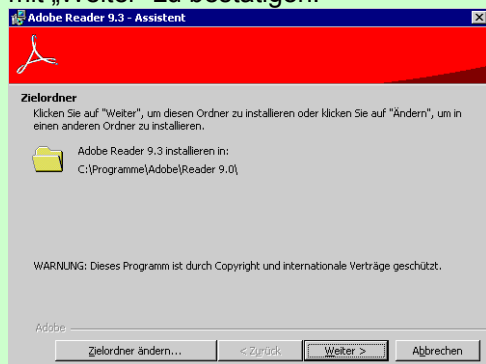 mit „Weiter“ zu bestätigen.
Adobe Reader 9.3 - Assistent
Zielordner
Klicken Sie auf "Weiter", um diesen Ordner zu installieren oder klicken Sie auf "Ändern", um in
einen anderen Ordner zu installieren.
Adobe Reader 9.3 installieren in:
C:\Programme\Adobe\Reader 9.0\
WARNUNG: Dieses Programm ist durch Copyright und internationale Verträge geschützt.
Adobe
Zielordner ändern... < Zurück Weiter > Abbrechen